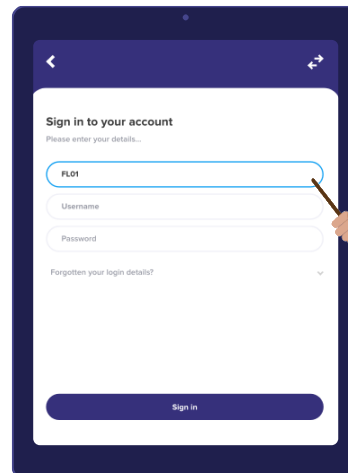 Sign in to your account
Please enter your details...
FL01
Username
Password
Forgotten your login details?
Sign in